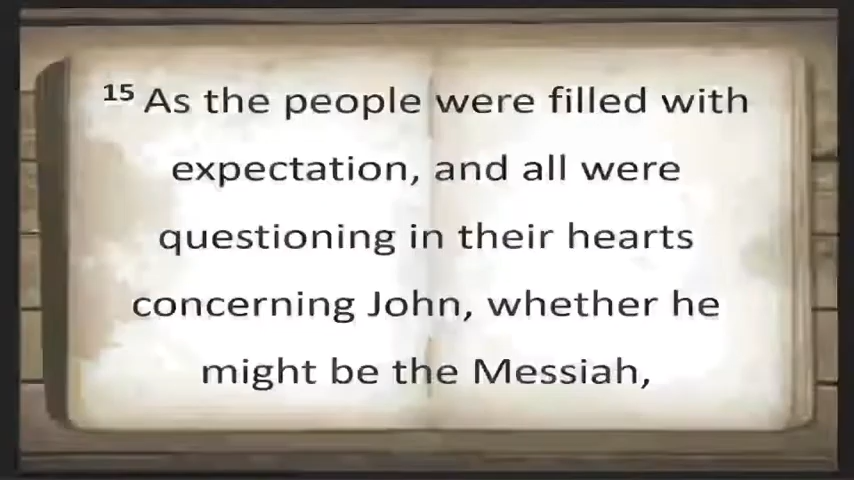 15 As the people were filled with
expectation, and all were
questioning in their hearts
concerning John, whether he
might be the Messiah,